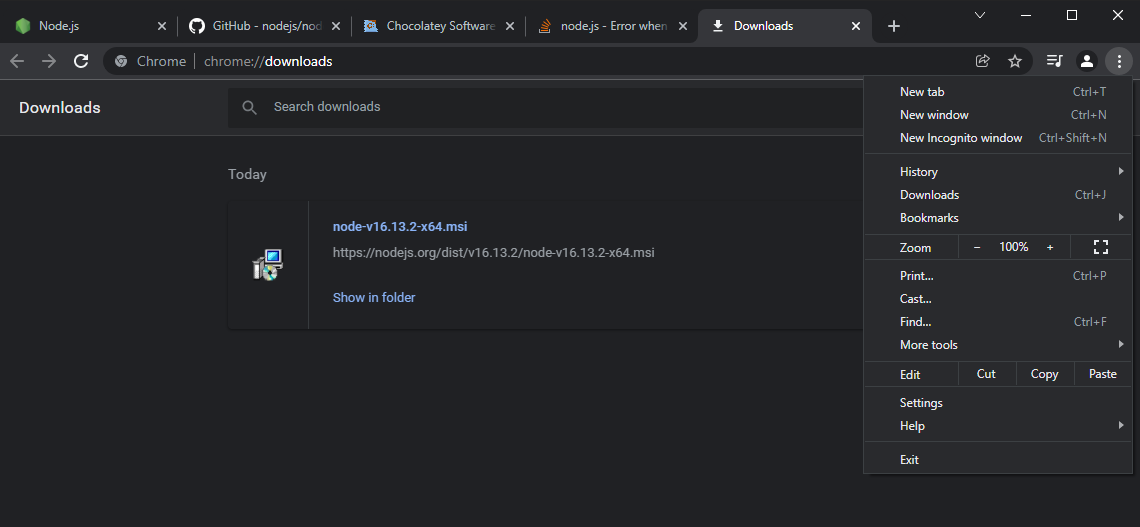 Node.js
GitHub - nodejs/nod
Chocolatey Software
node.js - Error when
Downloads
Chrome
chrome://downloads
Downloads
Search downloads
Today
node-v16.13.2-x64.msi
https://nodejs.org/dist/v16.13.2/node-v16.13.2-x64.msi
Show in folder
New tab Ctrl+T
New window Ctrl+N
New Incognito window Ctrl+Shift+N
History
Downloads Ctrl+J
Bookmarks
Zoom - 100% +
Print... Ctrl+P
Cast...
Find... Ctrl+F
More tools
Edit Cut Copy Paste
Settings
Help
Exit